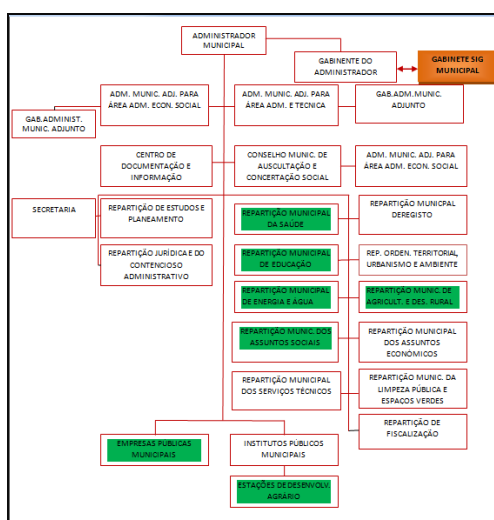 ADMINISTRADOR
MUNICIPAL
GABINENTE DO
ADMINISTRADOR
GABINETE SIG
MUNICIPAL
ADM. MUNIC. ADJ. PARA
ÁREA ADM. ECON. SOCIAL
ADM. MUNIC. ADJ. PARA
ÁREA ADM. E TECNICA
GAB.ADM.MUNIC.
ADJUNTO
GAB.ADMINIST.
MUNIC. ADJUNTO
CENTRO DE
DOCUMENTAÇÃO E
INFORMAÇÃO
CONSELHO MUNIC. DE
AUSCULTAÇÃO E
CONCERTAÇÃO SOCIAL
ADM. MUNIC. ADJ. PARA
ÁREA ADM. ECON. SOCIAL
SECRETARIA
REPARTIÇÃO DE ESTUDOS E
PLANEAMENTO
REPARTIÇÃO MUNICIPAL
DA SAÚDE
REPARTIÇÃO MUNICPAL
DEREGISTO
REPARTIÇÃO JURÍDICA E DO
CONTENCIOSO
ADMINISTRATIVO
REPARTIÇÃO MUNICIPAL
DE EDUCAÇÃO
REP. ORDEN. TERRITORIAL,
URBANISMO E AMBIENTE
REPARTIÇÃO MUNICIPAL
DE ENERGIA E ÁGUA
REPARTIÇÃO MUNIC. DE
AGRICULT. E DES. RURAL
REPARTIÇÃO MUNIC. DOS
ASSUNTOS SOCIAIS
REPARTIÇÃO MUNICIPAL
DOS ASSUNTOS
ECONÓMICOS
REPARTIÇÃO MUNICIPAL
DOS SERVIÇOS TÉCNICOS
REPARTIÇÃO MUNIC. DA
LIMPEZA PÚBLICA E
ESPAÇOS VERDES
REPARTIÇÃO DE
FISCALIZAÇÃO
EMPRESAS PÚBLICAS
MUNICIPAIS
INSTITUTOS PÚBLICOS
MUNICIPAIS
ESTAÇÕES DE DESENVOLV.
AGRÁRIO